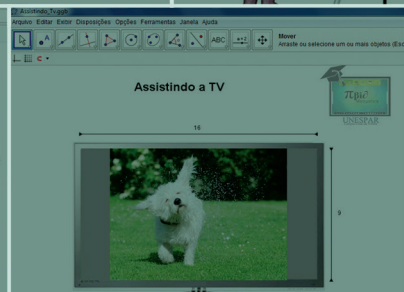 Assistindo_Tv.ggb
Arquivo Editar Exibir Disposições Opções Ferramentas Janela Ajuda
A
ABC
a=2
Mover
Arraste ou selecione um ou mais objetos (Esc
Assistindo a TV
UNESPAR
16
9